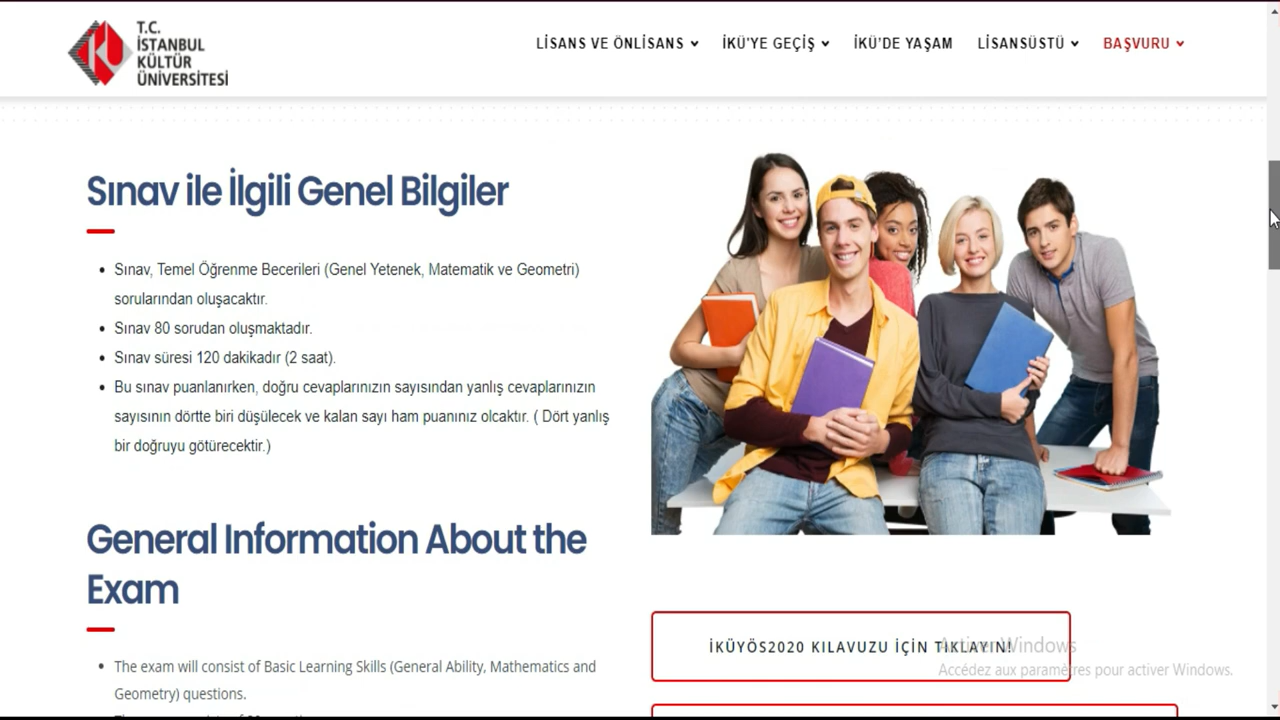 T.C.
İSTANBUL
KÜLTÜR
ÜNİVERSİTESİ
LİSANS VE ÖNLİSANS
İKÜ'YE GEÇİŞ
İKÜ'DE YAŞAM
LİSANSÜSTÜ
BAŞVURU
Sınav ile İlgili Genel Bilgiler
• Sınav, Temel Öğrenme Becerileri (Genel Yetenek, Matematik ve Geometri)
sorularından oluşacaktır.
• Sınav 80 sorudan oluşmaktadır.
• Sınav süresi 120 dakikadır (2 saat).
• Bu sınav puanlanırken, doğru cevaplarınızın sayısından yanlış cevaplarınızın
sayısının dörtte biri düşülecek ve kalan sayı ham puanınız olcaktır. ( Dört yanlış
bir doğruyu götürecektir.)
General Information About the
Exam
• The exam will consist of Basic Learning Skills (General Ability, Mathematics and
Geometry) questions.
İKÜYÖS2020 KILAVUZU İÇİN TIKLAYIN!
Activer Windows
Accédez aux paramètres pour activer Windows.